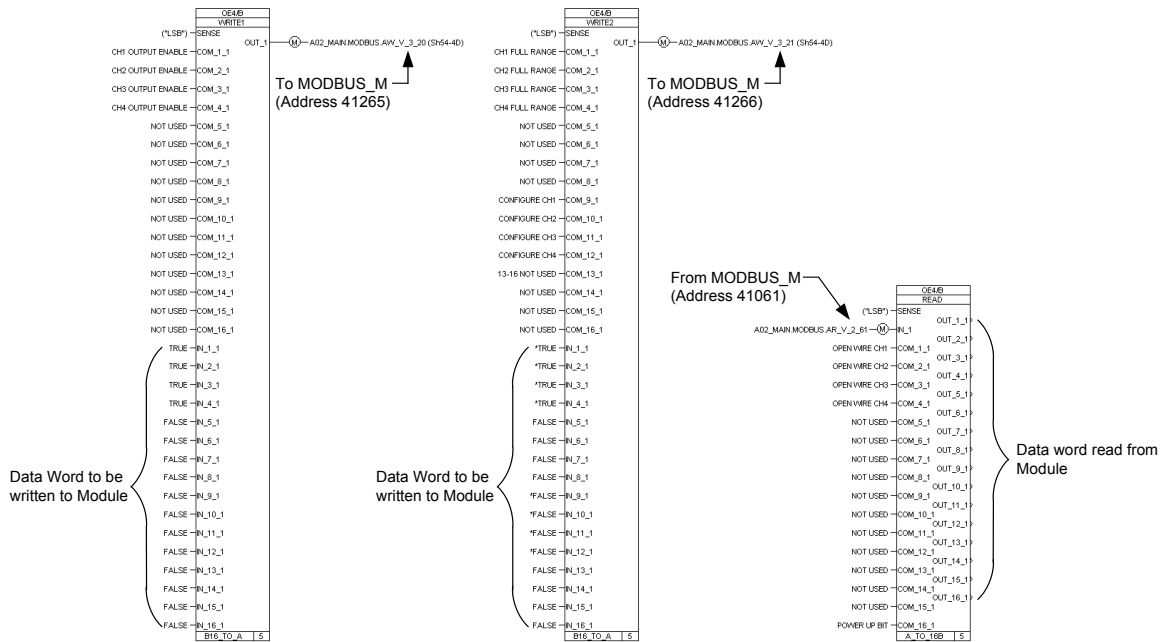 OE4/B
WRITE1
("LSB") SENSE
OUT_1 M A02_MAIN.MODBUS.AW_V_3_20 (Sh54-4D)
CH1 OUTPUT ENABLE COM_1_1
CH2 OUTPUT ENABLE COM_2_1
CH3 OUTPUT ENABLE COM_3_1
CH4 OUTPUT ENABLE COM_4_1
NOT USED COM_5_1
NOT USED COM_6_1
NOT USED COM_7_1
NOT USED COM_8_1
NOT USED COM_9_1
NOT USED COM_10_1
NOT USED COM_11_1
NOT USED COM_12_1
NOT USED COM_13_1
NOT USED COM_14_1
NOT USED COM_15_1
NOT USED COM_16_1
TRUE IN_1_1
TRUE IN_2_1
TRUE IN_3_1
TRUE IN_4_1
FALSE IN_5_1
FALSE IN_6_1
FALSE IN_7_1
FALSE IN_8_1
FALSE IN_9_1
FALSE IN_10_1
FALSE IN_11_1
FALSE IN_12_1
FALSE IN_13_1
FALSE IN_14_1
FALSE IN_15_1
FALSE IN_16_1
B16_TO_A 5
To MODBUS_M
(Address 41265)
Data Word to be
written to Module
OE4/B
WRITE2
("LSB") SENSE
OUT_1 M A02_MAIN.MODBUS.AW_V_3_21 (Sh54-4D)
CH1 FULL RANGE COM_1_1
CH2 FULL RANGE COM_2_1
CH3 FULL RANGE COM_3_1
CH4 FULL RANGE COM_4_1
NOT USED COM_5_1
NOT USED COM_6_1
NOT USED COM_7_1
NOT USED COM_8_1
CONFIGURE CH1 COM_9_1
CONFIGURE CH2 COM_10_1
CONFIGURE CH3 COM_11_1
CONFIGURE CH4 COM_12_1
13-16 NOT USED COM_13_1
NOT USED COM_14_1
NOT USED COM_15_1
NOT USED COM_16_1
*TRUE IN_1_1
*TRUE IN_2_1
*TRUE IN_3_1
*TRUE IN_4_1
FALSE IN_5_1
FALSE IN_6_1
FALSE IN_7_1
FALSE IN_8_1
*FALSE IN_9_1
*FALSE IN_10_1
*FALSE IN_11_1
*FALSE IN_12_1
FALSE IN_13_1
FALSE IN_14_1
FALSE IN_15_1
FALSE IN_16_1
B16_TO_A 5
To MODBUS_M
(Address 41266)
Data Word to be
written to Module
From MODBUS_M
(Address 41061)
OE4/B
READ
("LSB") SENSE
A02_MAIN.MODBUS.AR_V_2_61 M IN_1
OPEN WIRE CH1 COM_1_1
OPEN WIRE CH2 COM_2_1
OPEN WIRE CH3 COM_3_1
OPEN WIRE CH4 COM_4_1
NOT USED COM_5_1
NOT USED COM_6_1
NOT USED COM_7_1
NOT USED COM_8_1
NOT USED COM_9_1
NOT USED COM_10_1
NOT USED COM_11_1
NOT USED COM_12_1
NOT USED COM_13_1
NOT USED COM_14_1
NOT USED COM_15_1
POWER UP BIT COM_16_1
OUT_1_1
OUT_2_1
OUT_3_1
OUT_4_1
OUT_5_1
OUT_6_1
OUT_7_1
OUT_8_1
OUT_9_1
OUT_10_1
OUT_11_1
OUT_12_1
OUT_13_1
OUT_14_1
OUT_15_1
OUT_16_1
A_TO_16B 5
Data word read from
Module